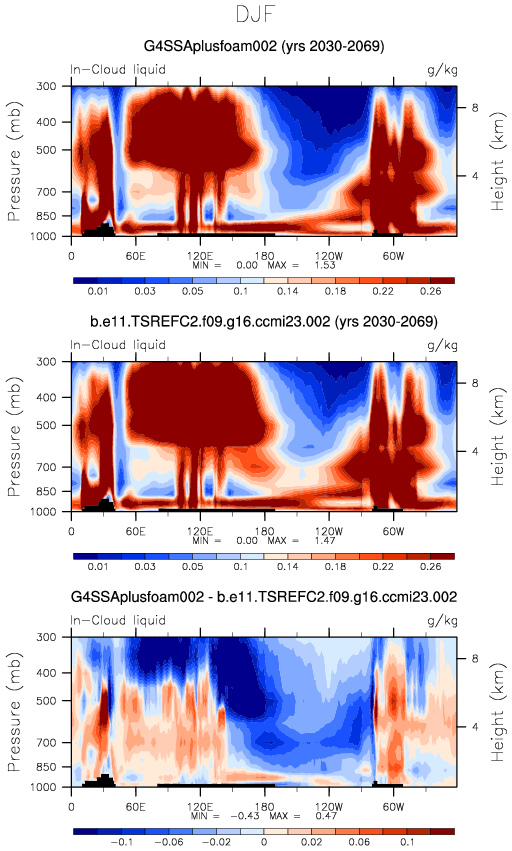 DJF
G4SSAplusfoam002 (yrs 2030-2069)
In-Cloud liquid g/kg
Pressure (mb)
Height (km)
300
400
500
700
850
1000
8
4
0 60E 120E 180 120W 60W
MIN = 0.00 MAX = 1.53
0.01 0.03 0.05 0.1 0.14 0.18 0.22 0.26
b.e11.TSREFC2.f09.g16.ccmi23.002 (yrs 2030-2069)
In-Cloud liquid g/kg
Pressure (mb)
Height (km)
300
400
500
700
850
1000
8
4
0 60E 120E 180 120W 60W
MIN = 0.00 MAX = 1.47
0.01 0.03 0.05 0.1 0.14 0.18 0.22 0.26
G4SSAplusfoam002 - b.e11.TSREFC2.f09.g16.ccmi23.002
In-Cloud liquid g/kg
Pressure (mb)
Height (km)
300
400
500
700
850
1000
8
4
0 60E 120E 180 120W 60W
MIN = -0.43 MAX = 0.47
-0.1 -0.06 -0.02 0 0.02 0.06 0.1